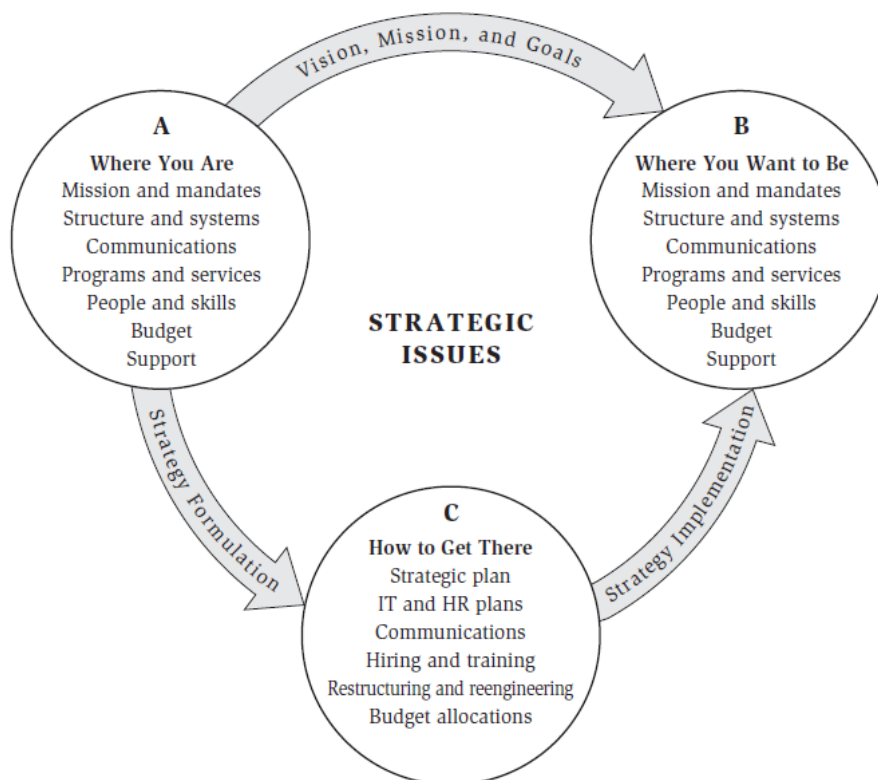 Vision, Mission, and Goals
A
Where You Are
Mission and mandates
Structure and systems
Communications
Programs and services
People and skills
Budget
Support
B
Where You Want to Be
Mission and mandates
Structure and systems
Communications
Programs and services
People and skills
Budget
Support
STRATEGIC
ISSUES
Strategy Formulation
Strategy Implementation
C
How to Get There
Strategic plan
IT and HR plans
Communications
Hiring and training
Restructuring and reengineering
Budget allocations